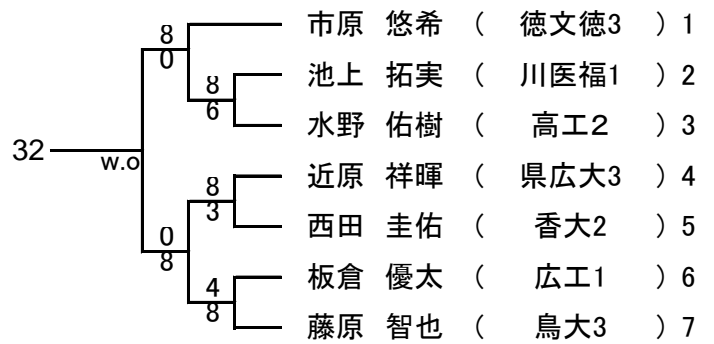 8 市原 悠希 ( 徳文徳3 ) 1
0
8 池上 拓実 ( 川医福1 ) 2
6
水野 佑樹 ( 高工2 ) 3
32 w.o
8 近原 祥暉 ( 県広大3 ) 4
3
西田 圭佑 ( 香大2 ) 5
0
8
4 板倉 優太 ( 広工1 ) 6
8
藤原 智也 ( 鳥大3 ) 7